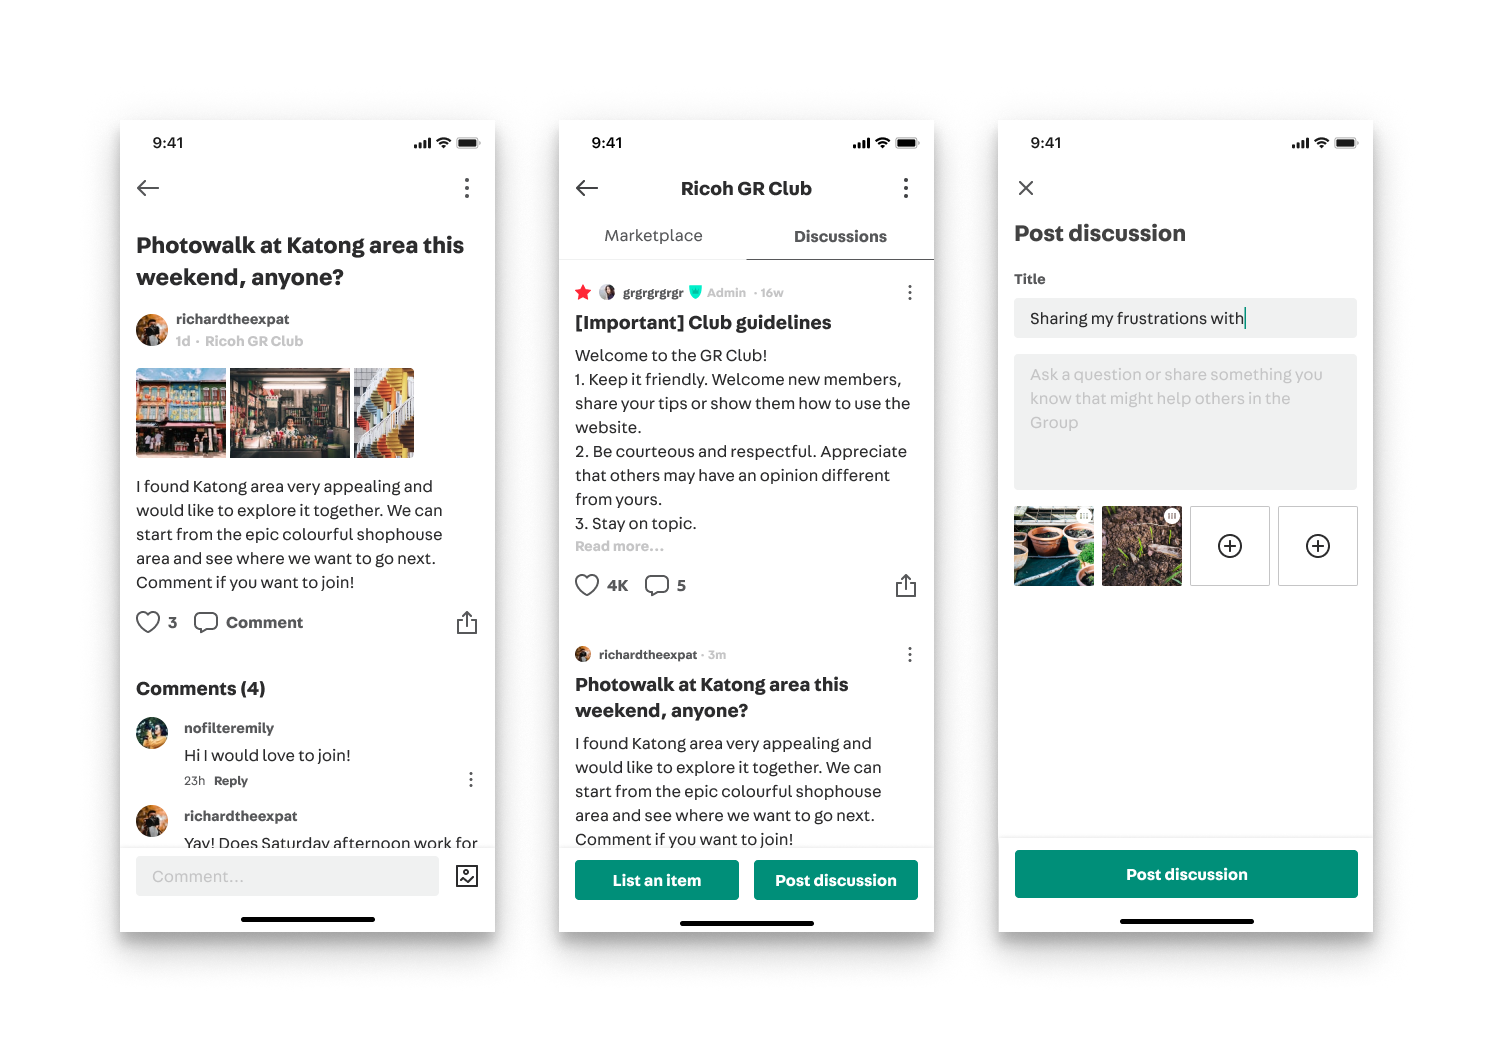 9:41
Photowalk at Katong area this
weekend, anyone?
richardtheexpat
1d · Ricoh GR Club
I found Katong area very appealing and
would like to explore it together. We can
start from the epic colourful shophouse
area and see where we want to go next.
Comment if you want to join!
3 Comment
Comments (4)
nofilteremily
Hi I would love to join!
23h Reply
richardtheexpat
Yay! Does Saturday afternoon work for
Comment...
9:41
Ricoh GR Club
Marketplace Discussions
grgrgrgrgr Admin · 16w
[Important] Club guidelines
Welcome to the GR Club!
1. Keep it friendly. Welcome new members,
share your tips or show them how to use the
website.
2. Be courteous and respectful. Appreciate
that others may have an opinion different
from yours.
3. Stay on topic.
Read more...
4K 5
richardtheexpat · 3m
Photowalk at Katong area this
weekend, anyone?
I found Katong area very appealing and
would like to explore it together. We can
start from the epic colourful shophouse
area and see where we want to go next.
Comment if you want to join!
List an item Post discussion
9:41
Post discussion
Title
Sharing my frustrations with
Ask a question or share something you
know that might help others in the
Group
Post discussion